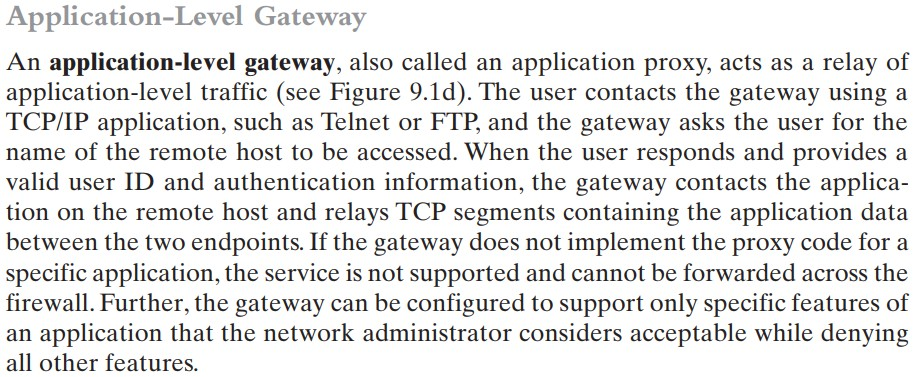 Application-Level Gateway
An application-level gateway, also called an application proxy, acts as a relay of
application-level traffic (see Figure 9.1d). The user contacts the gateway using a
TCP/IP application, such as Telnet or FTP, and the gateway asks the user for the
name of the remote host to be accessed. When the user responds and provides a
valid user ID and authentication information, the gateway contacts the applica-
tion on the remote host and relays TCP segments containing the application data
between the two endpoints. If the gateway does not implement the proxy code for a
specific application, the service is not supported and cannot be forwarded across the
firewall. Further, the gateway can be configured to support only specific features of
an application that the network administrator considers acceptable while denying
all other features.